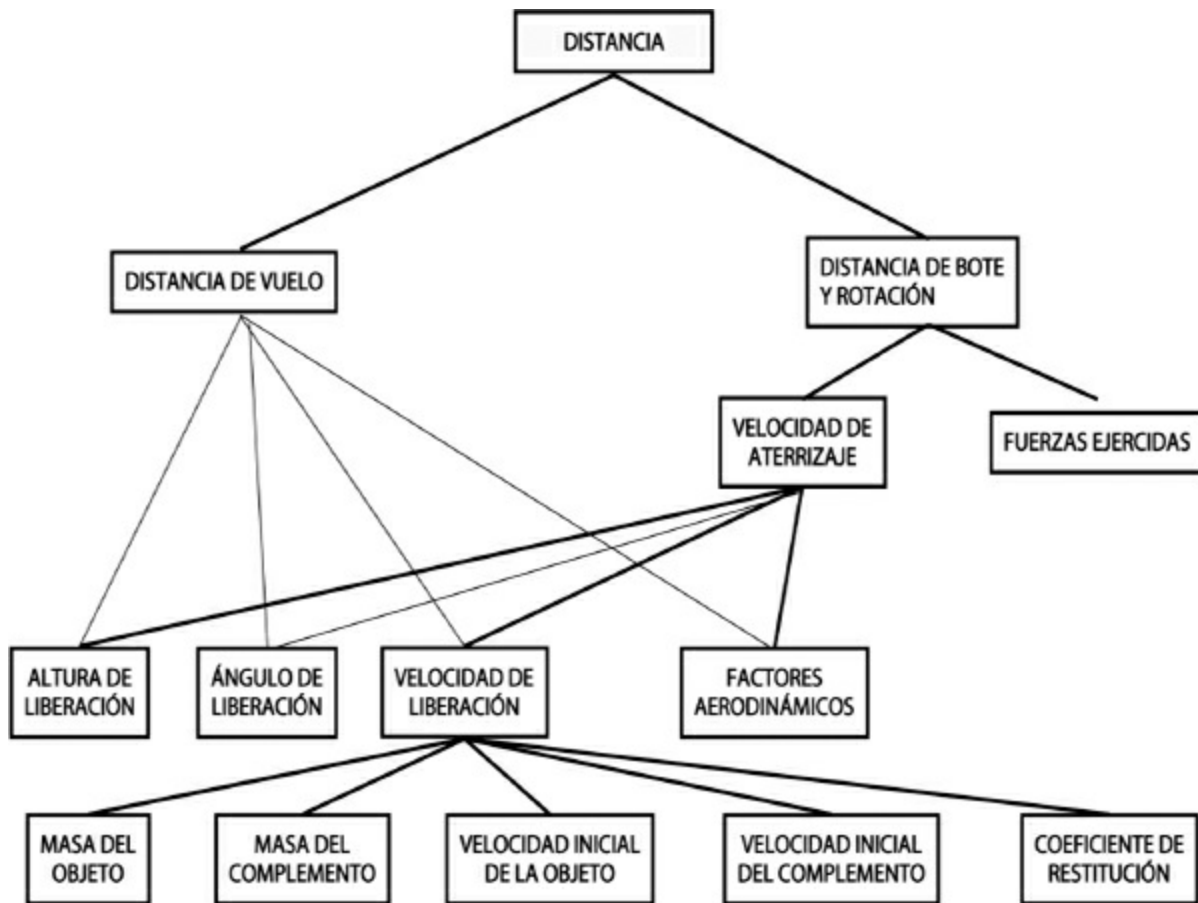 DISTANCIA
DISTANCIA DE VUELO
DISTANCIA DE BOTE
Y ROTACIÓN
VELOCIDAD DE
ATERRIZAJE
FUERZAS EJERCIDAS
ALTURA DE
LIBERACIÓN
ÁNGULO DE
LIBERACIÓN
VELOCIDAD DE
LIBERACIÓN
FACTORES
AERODINÁMICOS
MASA DEL
OBJETO
MASA DEL
COMPLEMENTO
VELOCIDAD INICIAL
DE LA OBJETO
VELOCIDAD INICIAL
DEL COMPLEMENTO
COEFICIENTE DE
RESTITUCIÓN